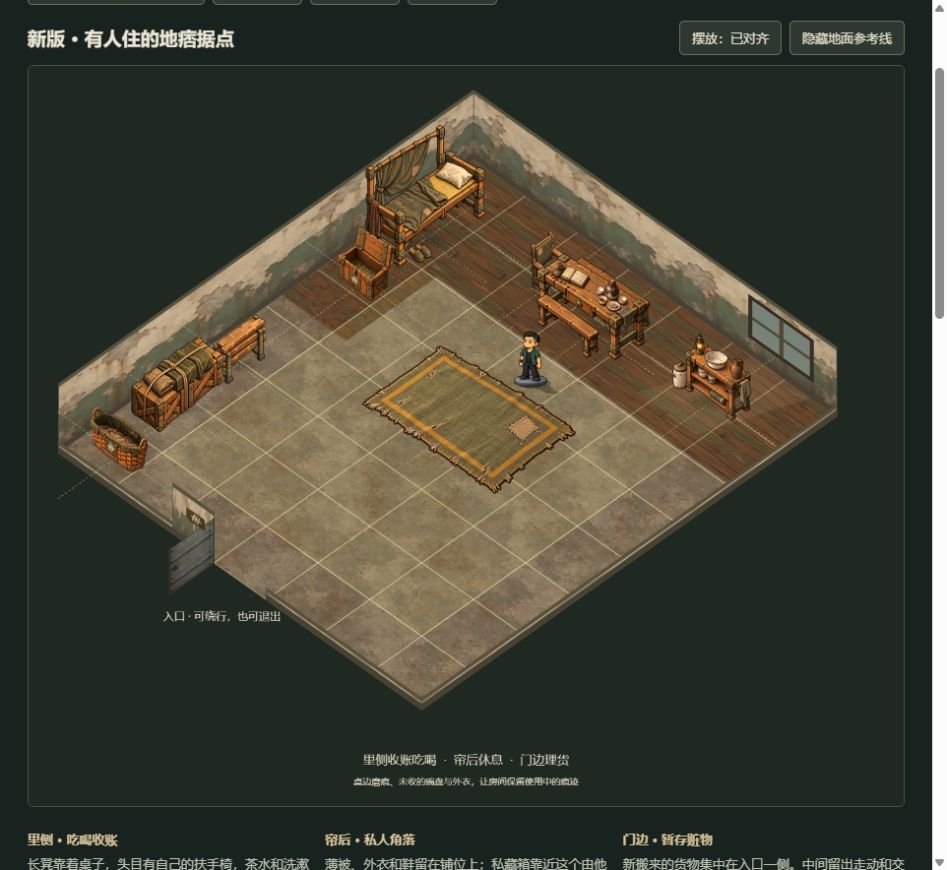 新版·有人住的地痞据点
摆放：已对齐
隐藏地面参考线
入口·可绕行，也可退出
里侧收账吃喝 · 帘后休息 · 门边理货
桌边磨痕、未收的碗盘与外衣，让房间保留使用中的痕迹
里侧·吃喝收账
帘后·私人角落
门边·暂存赃物
长凳靠着桌子，头目有自己的扶手椅，茶水和洗漱
薄被、外衣和鞋留在铺位上；私藏箱靠近这个由他
新搬来的货物集中在入口一侧。中间留出走动和交